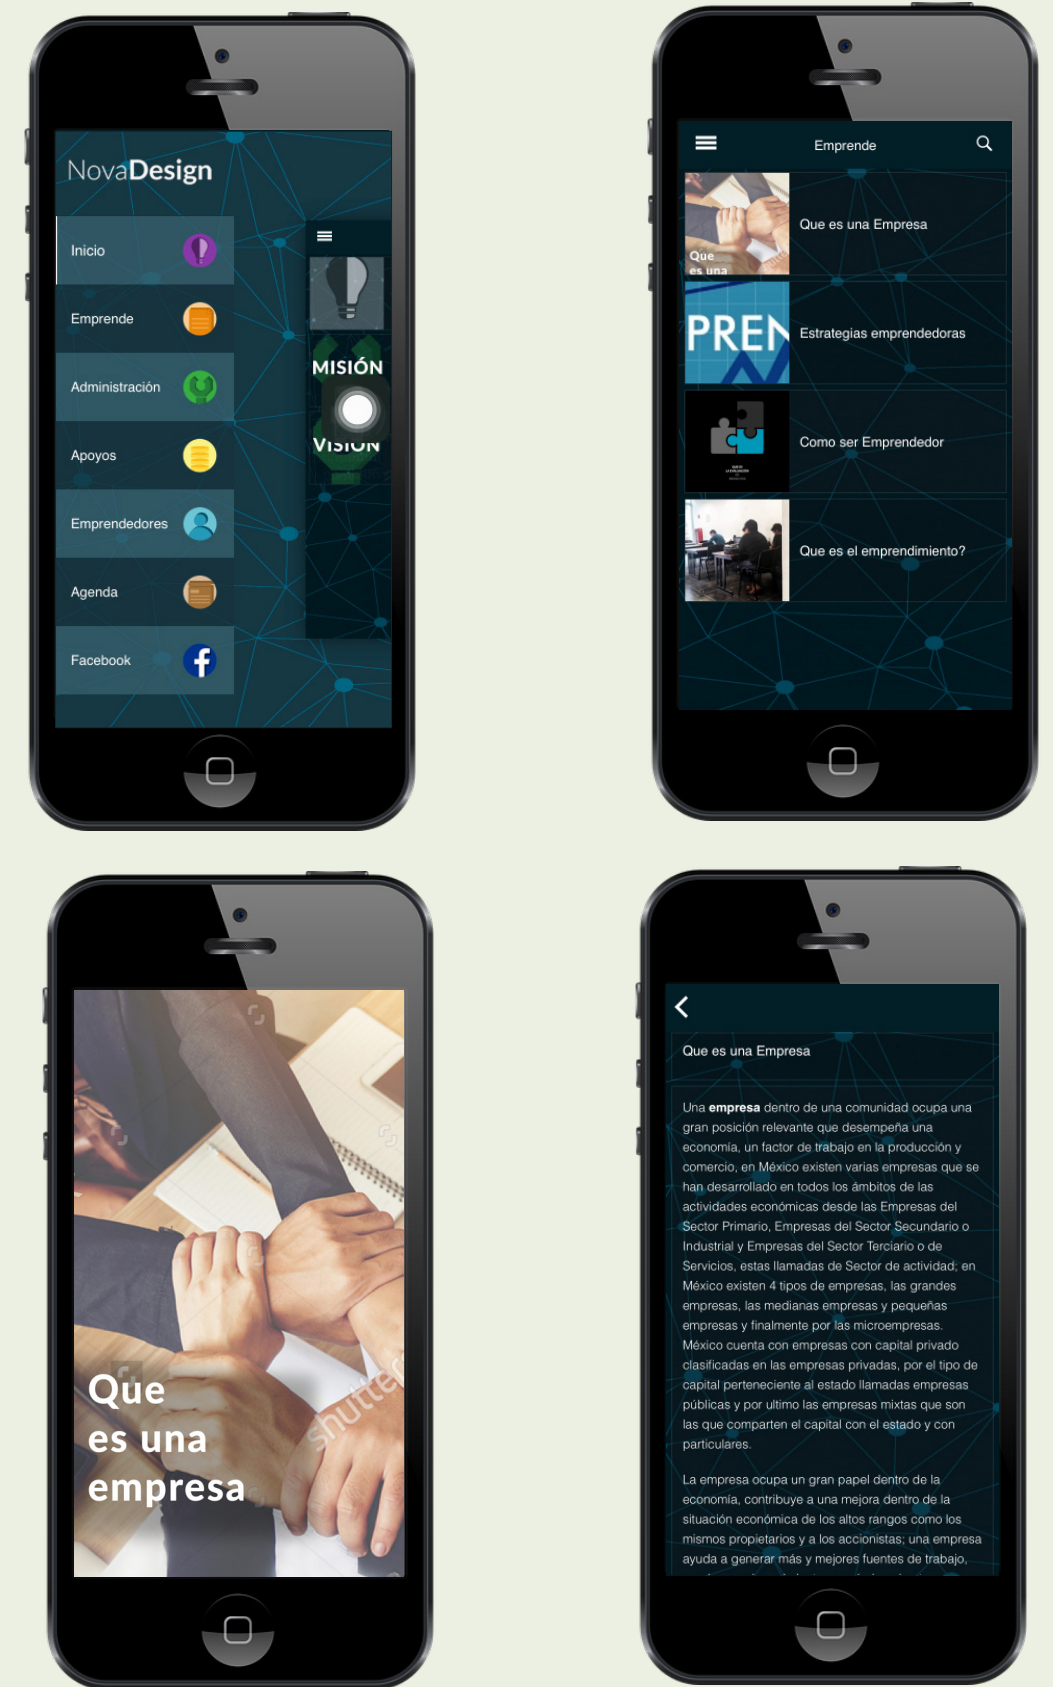 NovaDesign
Inicio
Emprende
Administración
Apoyos
Emprendedores
Agenda
Facebook
MISIÓN
VISIÓN
Emprende
Que
es una
Que es una Empresa
PREN
Estrategias emprendedoras
Como ser Emprendedor
Que es el emprendimiento?
shutter
Que
es una
empresa
Que es una Empresa
Una empresa dentro de una comunidad ocupa una
gran posición relevante que desempeña una
economía, un factor de trabajo en la producción y
comercio, en México existen varias empresas que se
han desarrollado en todos los ámbitos de las
actividades económicas desde las Empresas del
Sector Primario, Empresas del Sector Secundario o
Industrial y Empresas del Sector Terciario o de
Servicios, estas llamadas de Sector de actividad; en
México existen 4 tipos de empresas, las grandes
empresas, las medianas empresas y pequeñas
empresas y finalmente por las microempresas.
México cuenta con empresas con capital privado
clasificadas en las empresas privadas, por el tipo de
capital perteneciente al estado llamadas empresas
públicas y por ultimo las empresas mixtas que son
las que comparten el capital con el estado y con
particulares.
La empresa ocupa un gran papel dentro de la
economía, contribuye a una mejora dentro de la
situación económica de los altos rangos como los
mismos propietarios y a los accionistas; una empresa
ayuda a generar más y mejores fuentes de trabajo,